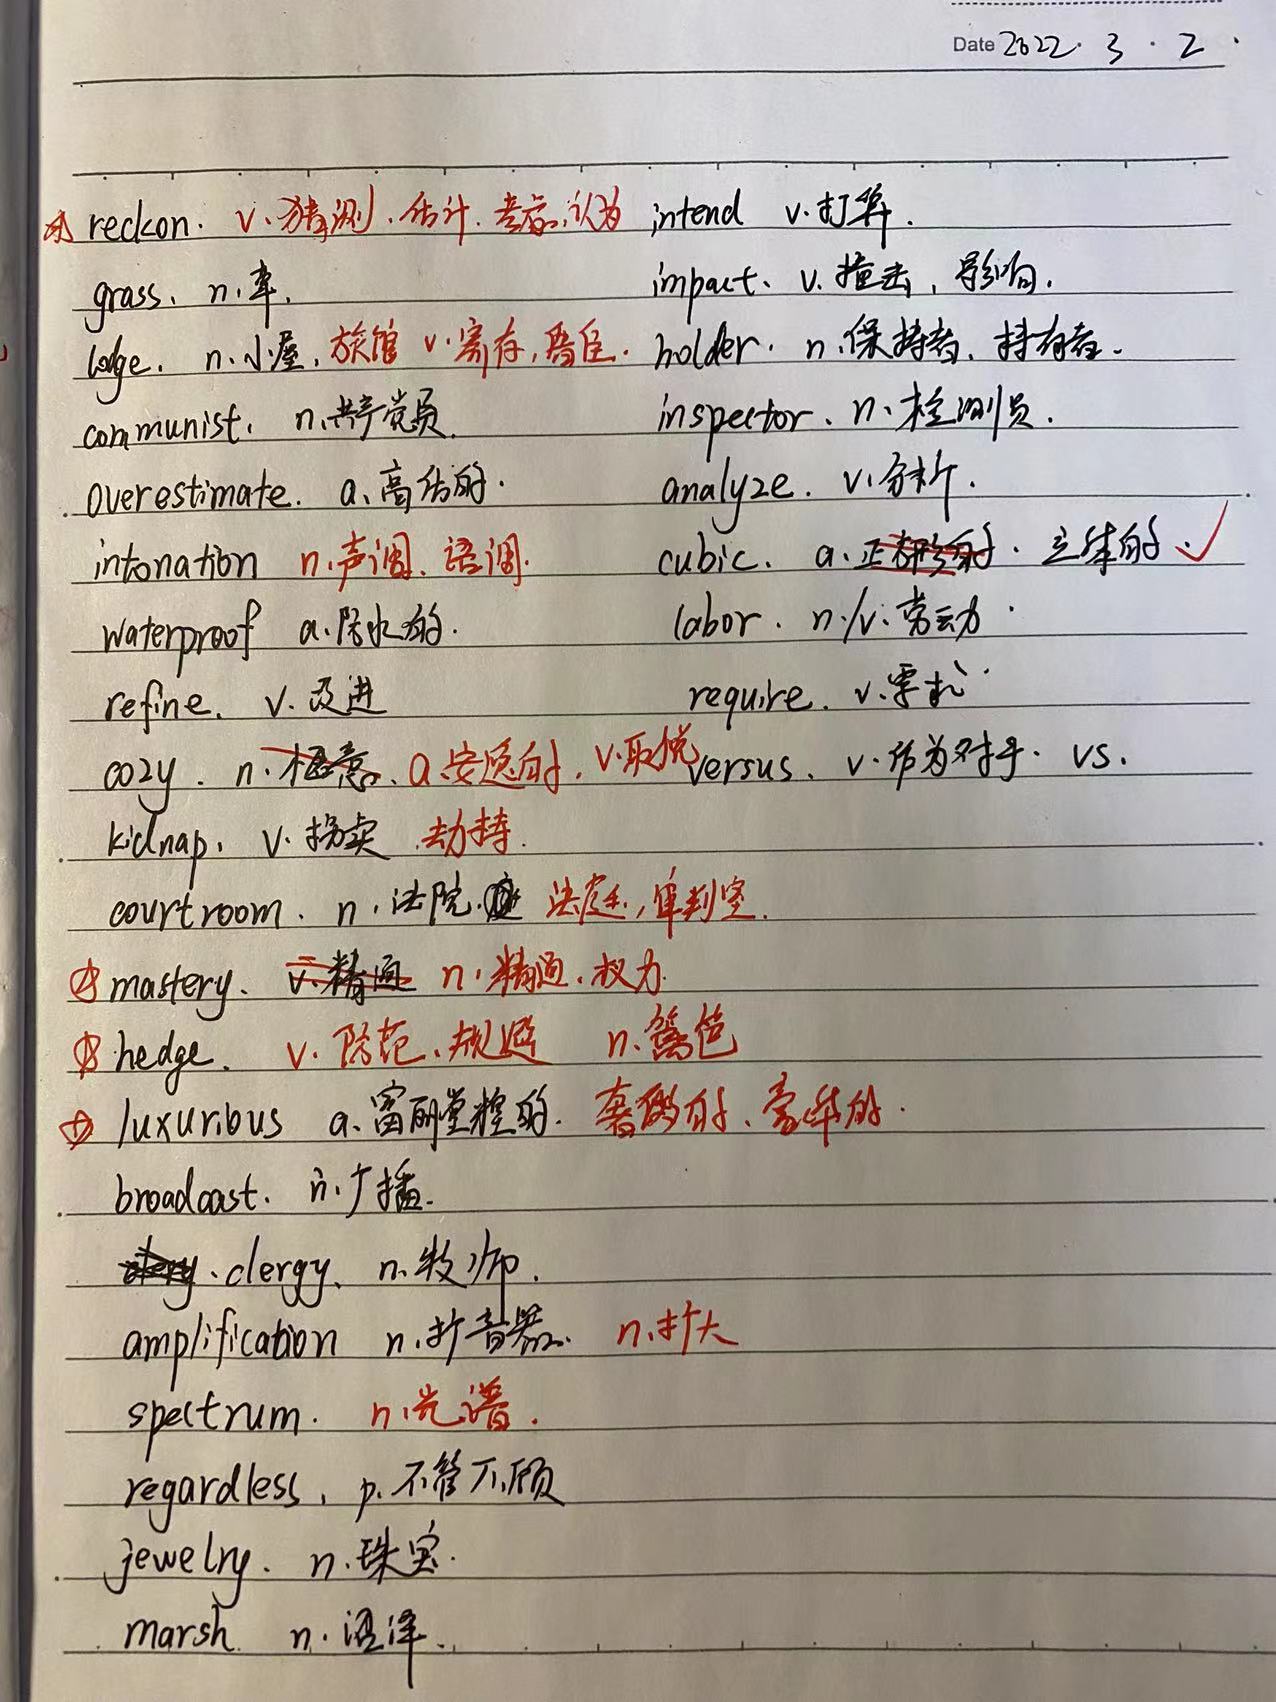 Date 2022. 3. 2.
reckon. v.猜测.估计.考虑.认为
grass. n.草.
lodge. n.小屋,旅馆 v.寄存,居住.
communist. n.共产党员.
overestimate. a.高估的.
intonation n.声调.语调.
waterproof a.防水的.
refine. v.改进
cozy. n. a.安逸的. v.取悦
kidnap. v.拐卖 劫持.
courtroom. n.法院. 法庭,审判室.
mastery. v.精通 n.精通.权力.
hedge. v.防范.规避 n.篱笆
luxurious a.富丽堂煌的. 奢侈的、豪华的.
broadcast. n.广播.
clergy. n.牧师.
amplification n.扩音器. n.扩大
spectrum. n.光谱.
regardless. p.不管不顾
jewelry. n.珠宝.
marsh. n.沼泽.
intend v.打算.
impact. v.撞击,影响.
holder. n.保持者.持有者.
inspector. n.检测员.
analyze. v.分析.
cubic. a.正方形的. 立体的.
labor. n./v.劳动.
require. v.要求.
versus. v.作为对手. vs.